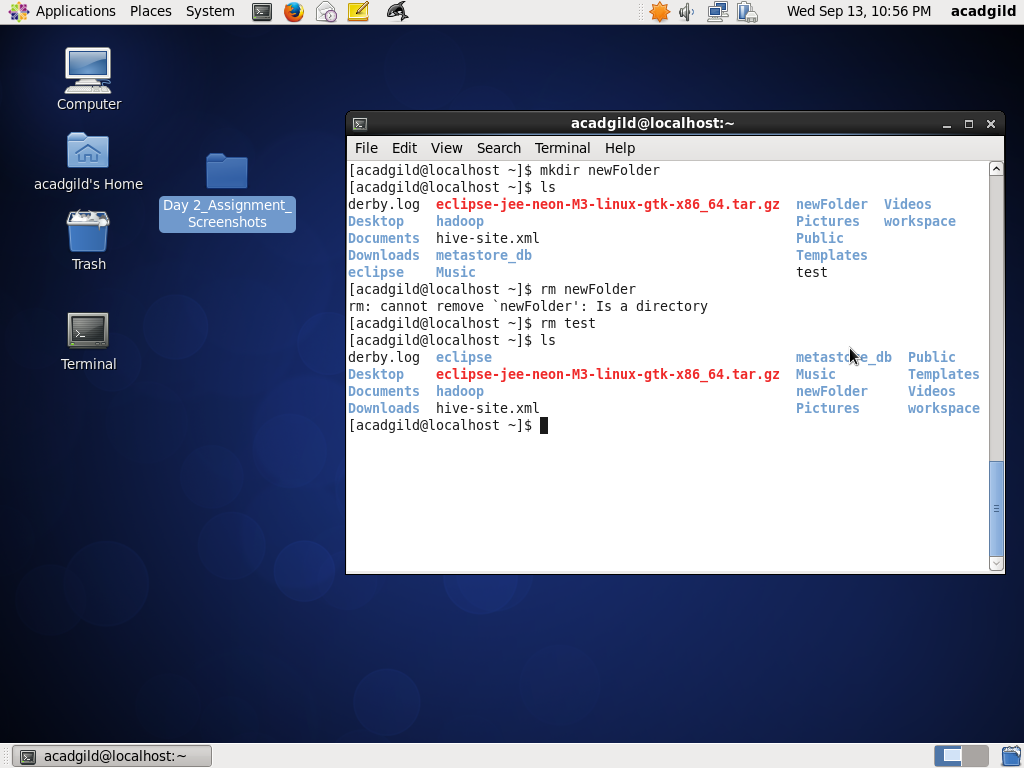 Applications Places System Wed Sep 13, 10:56 PM acadgild
Computer
acadgild's Home
Day 2_Assignment_
Screenshots
Trash
Terminal
acadgild@localhost:~
File Edit View Search Terminal Help
[acadgild@localhost ~]$ mkdir newFolder
[acadgild@localhost ~]$ ls
derby.log eclipse-jee-neon-M3-linux-gtk-x86_64.tar.gz newFolder Videos
Desktop hadoop Pictures workspace
Documents hive-site.xml Public
Downloads metastore_db Templates
eclipse Music test
[acadgild@localhost ~]$ rm newFolder
rm: cannot remove `newFolder': Is a directory
[acadgild@localhost ~]$ rm test
[acadgild@localhost ~]$ ls
derby.log eclipse metastore_db Public
Desktop eclipse-jee-neon-M3-linux-gtk-x86_64.tar.gz Music Templates
Documents hadoop newFolder Videos
Downloads hive-site.xml Pictures workspace
[acadgild@localhost ~]$
acadgild@localhost:~